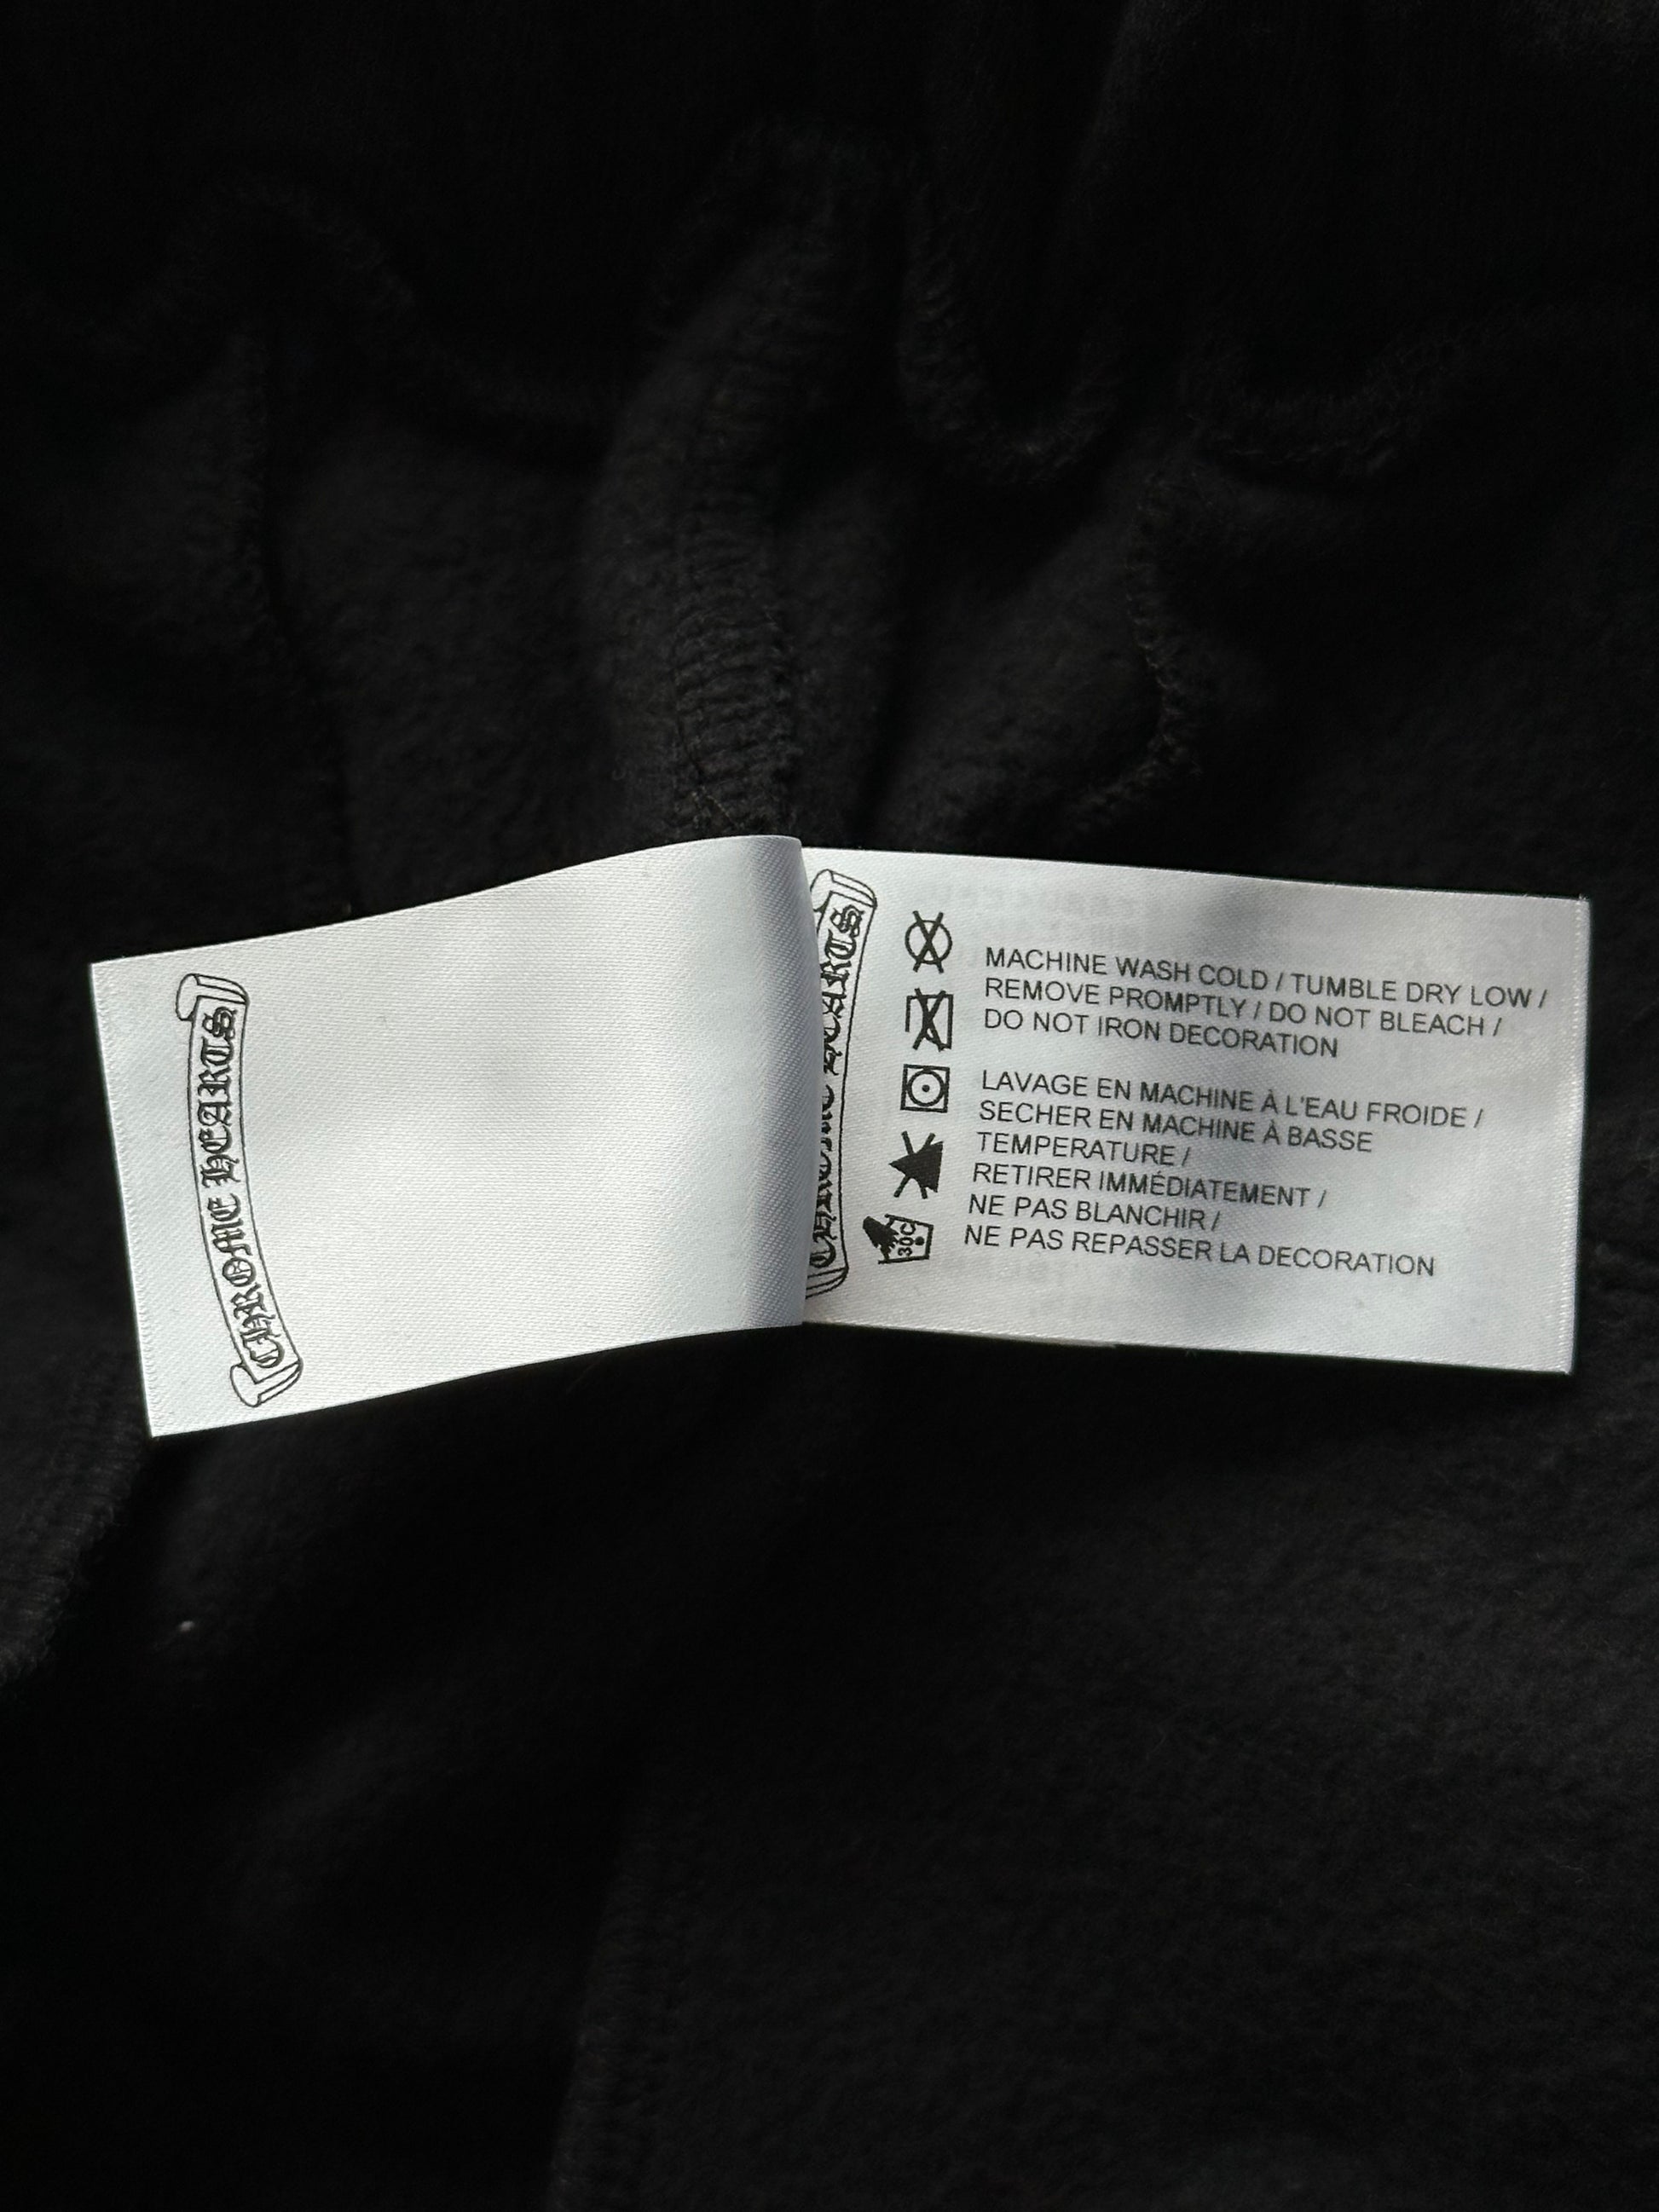 CHROME HEARTS
CHROME HEARTS
MACHINE WASH COLD / TUMBLE DRY LOW /
REMOVE PROMPTLY / DO NOT BLEACH /
DO NOT IRON DECORATION
LAVAGE EN MACHINE À L'EAU FROIDE /
SECHER EN MACHINE À BASSE
TEMPERATURE /
RETIRER IMMÉDIATEMENT /
NE PAS BLANCHIR /
NE PAS REPASSER LA DECORATION
30C